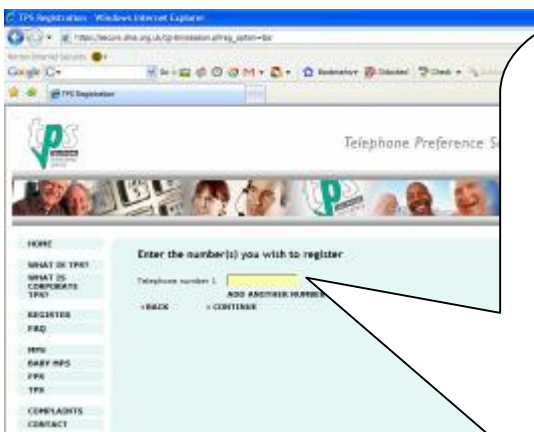 TPS Registration - Windows Internet Explorer
Google
TPS Registration
tps
Telephone Preference S
tps
HOME
WHAT IS TPS?
WHAT IS
CORPORATE
TPS?
REGISTER
FAQ
MPS
BABY MPS
FPS
TPS
COMPLAINTS
CONTACT
Enter the number(s) you wish to register
Telephone number 1
ADD ANOTHER NUMBER
BACK
CONTINUE